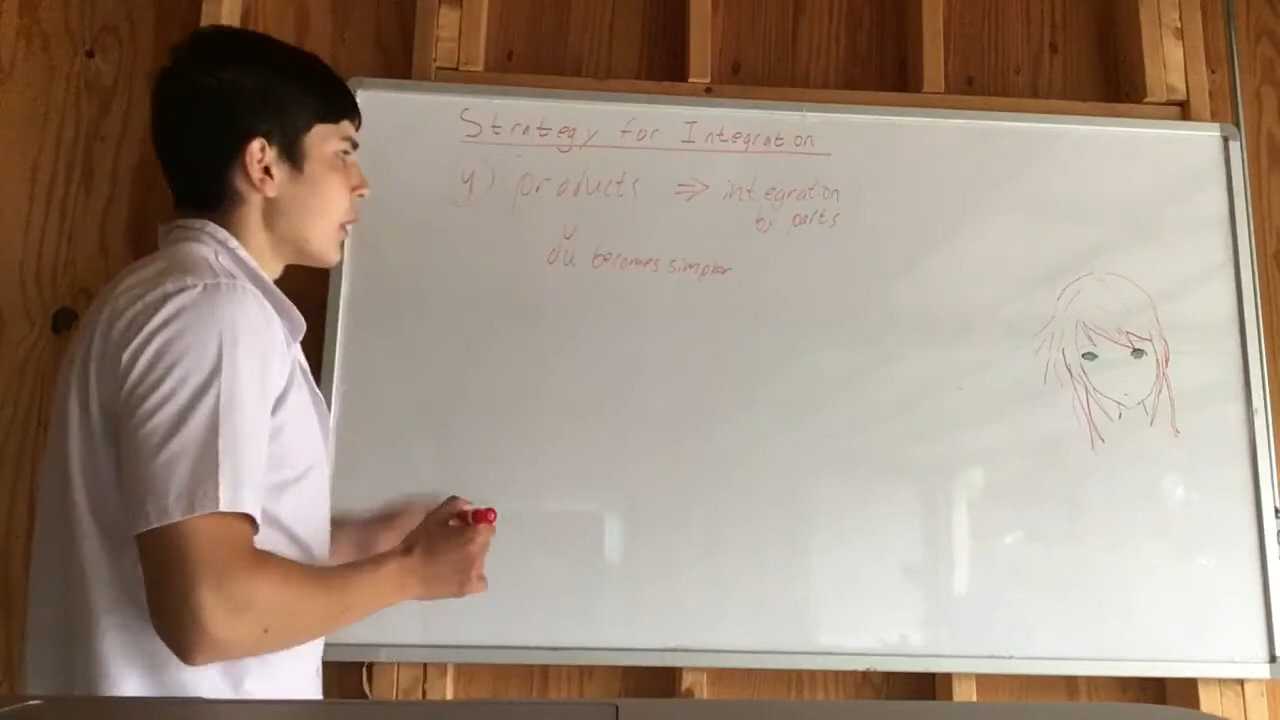 Strategy for Integration
4) products ⇒ integration
by parts
du becomes simpler